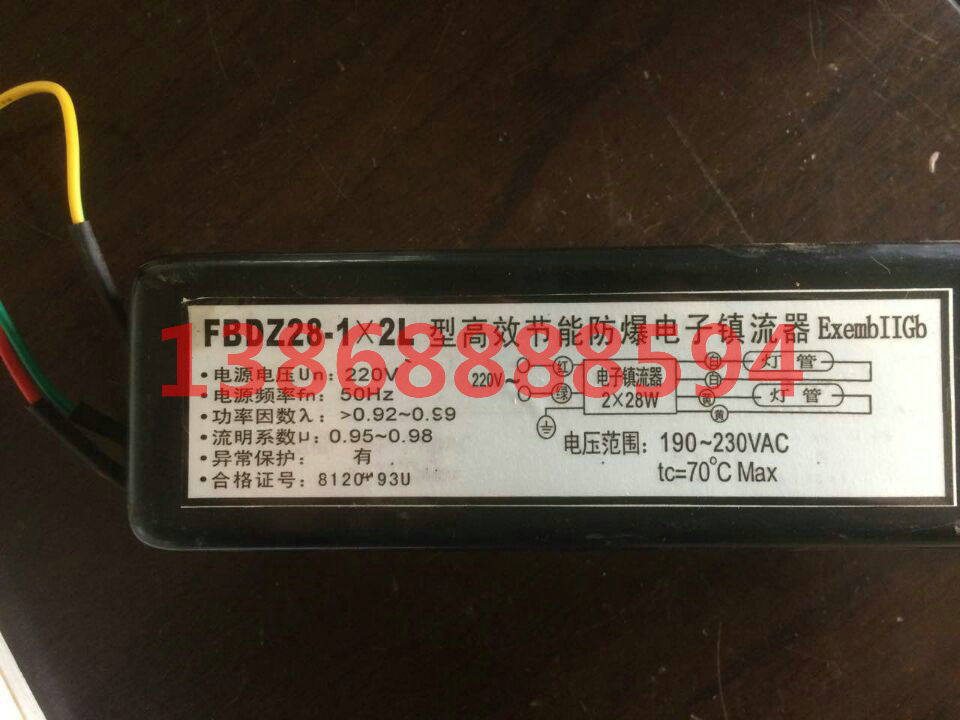 FBDZ28-1×2L 型高效节能防爆电子镇流器 ExembIIGb
13868888594
·电源电压Un：220V~
·电源频率fn：50Hz
·功率因数λ：>0.92~0.99
·流明系数μ：0.95~0.98
·异常保护： 有
·合格证号：8120 93U
220V~
红
绿
电子镇流器
2×28W
白
白
黄
黄
灯 管
灯 管
电压范围：190~230VAC
tc=70°C Max